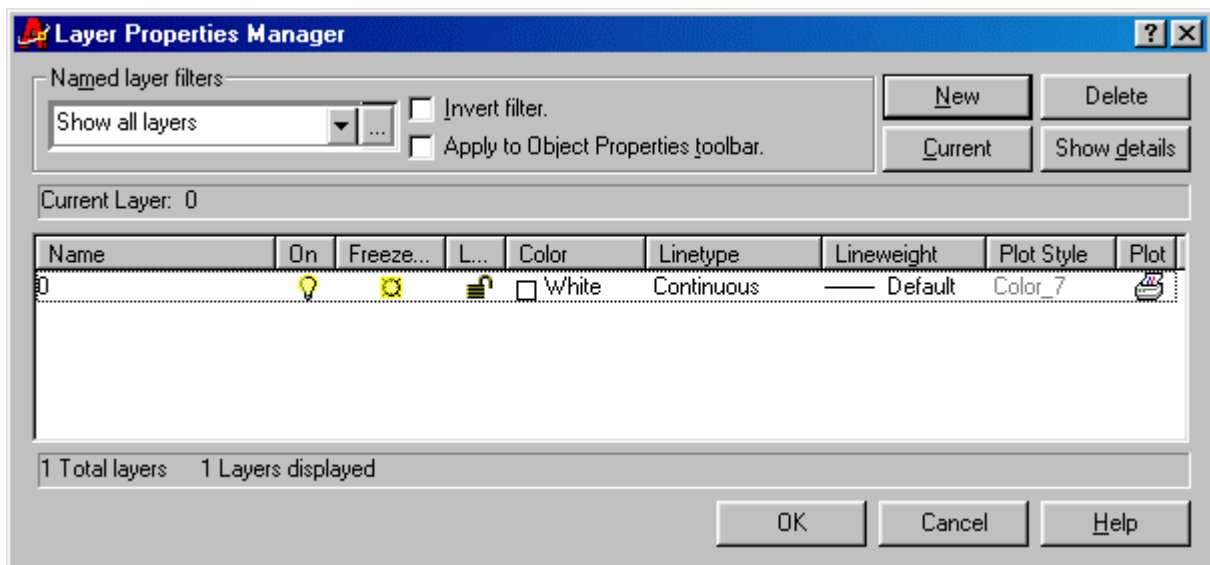 Layer Properties Manager
Named layer filters
Show all layers
...
Invert filter.
Apply to Object Properties toolbar.
New
Delete
Current
Show details
Current Layer: 0
Name On Freeze... L... Color Linetype Lineweight Plot Style Plot
0 White Continuous Default Color_7
1 Total layers 1 Layers displayed
OK Cancel Help